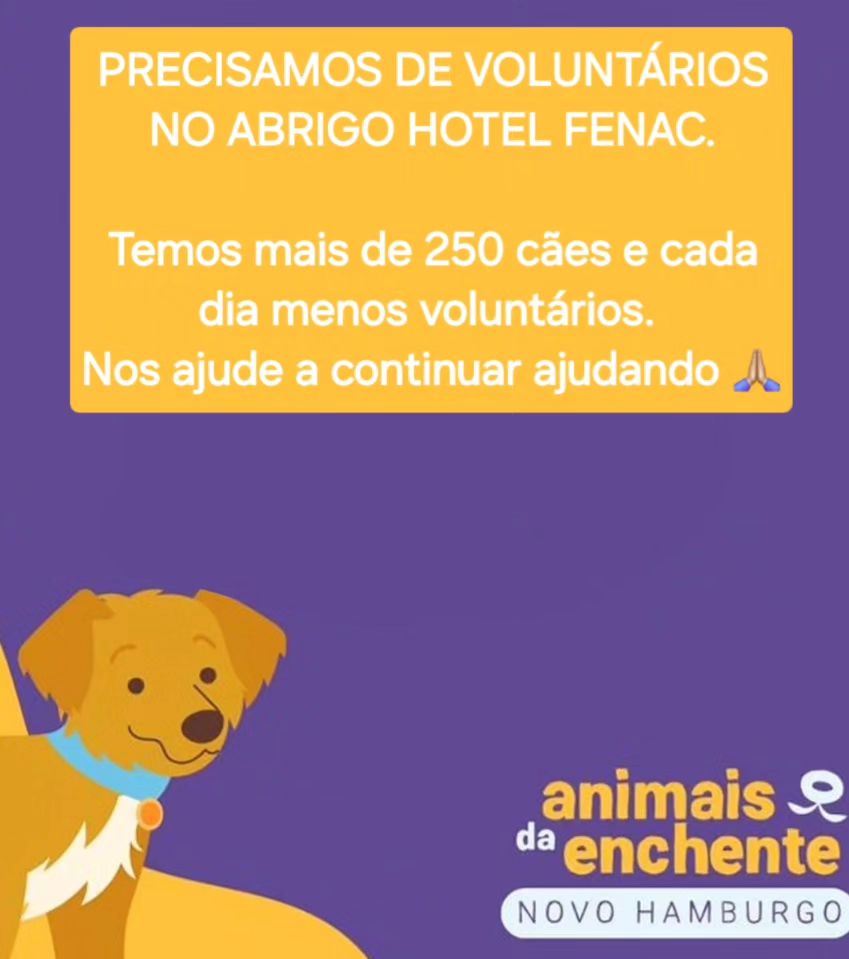 PRECISAMOS DE VOLUNTÁRIOS
NO ABRIGO HOTEL FENAC.
Temos mais de 250 cães e cada
dia menos voluntários.
Nos ajude a continuar ajudando 🙏
animais
da enchente
NOVO HAMBURGO